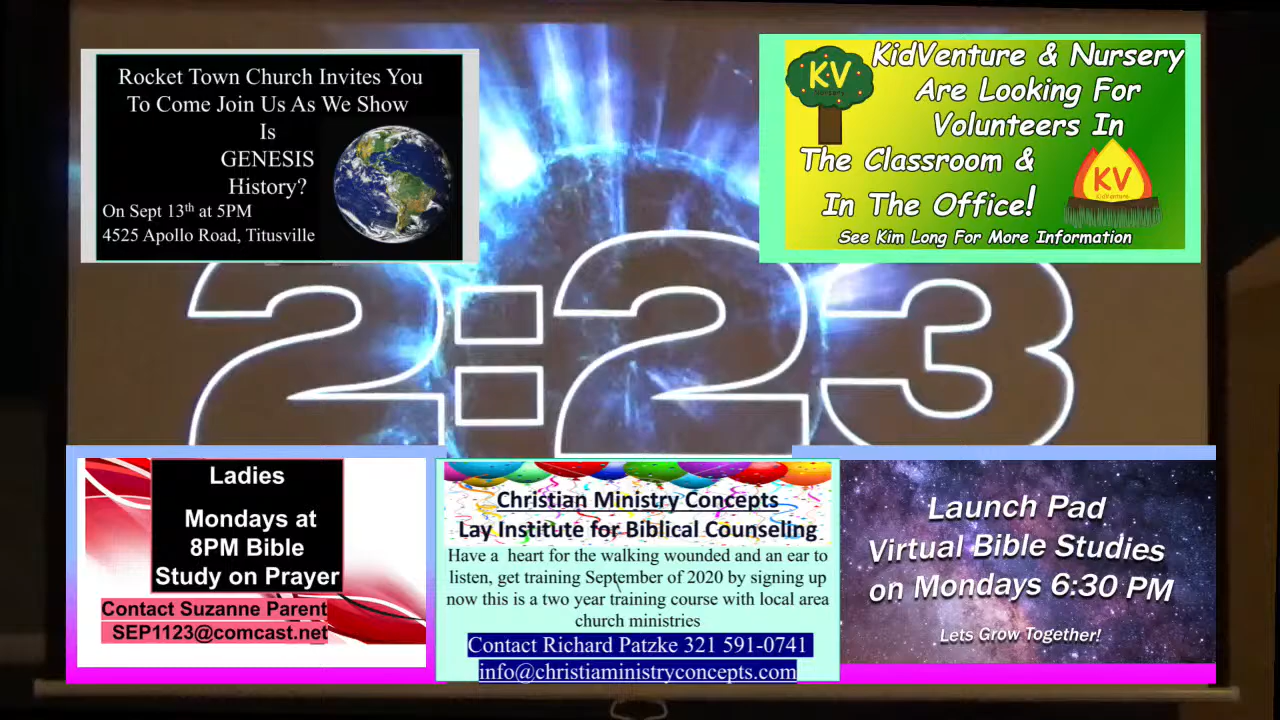 Rocket Town Church Invites You
To Come Join Us As We Show
Is
GENESIS
History?
On Sept 13th at 5PM
4525 Apollo Road, Titusville
KV
Nursery
KidVenture & Nursery
Are Looking For
Volunteers In
The Classroom &
In The Office!
KV
KidVenture
See Kim Long For More Information
2:23
Ladies
Mondays at
8PM Bible
Study on Prayer
Contact Suzanne Parent
SEP1123@comcast.net
Christian Ministry Concepts
Lay Institute for Biblical Counseling
Have a heart for the walking wounded and an ear to
listen, get training September of 2020 by signing up
now this is a two year training course with local area
church ministries
Contact Richard Patzke 321 591-0741
info@christiaministryconcepts.com
Launch Pad
Virtual Bible Studies
on Mondays 6:30 PM
Lets Grow Together!